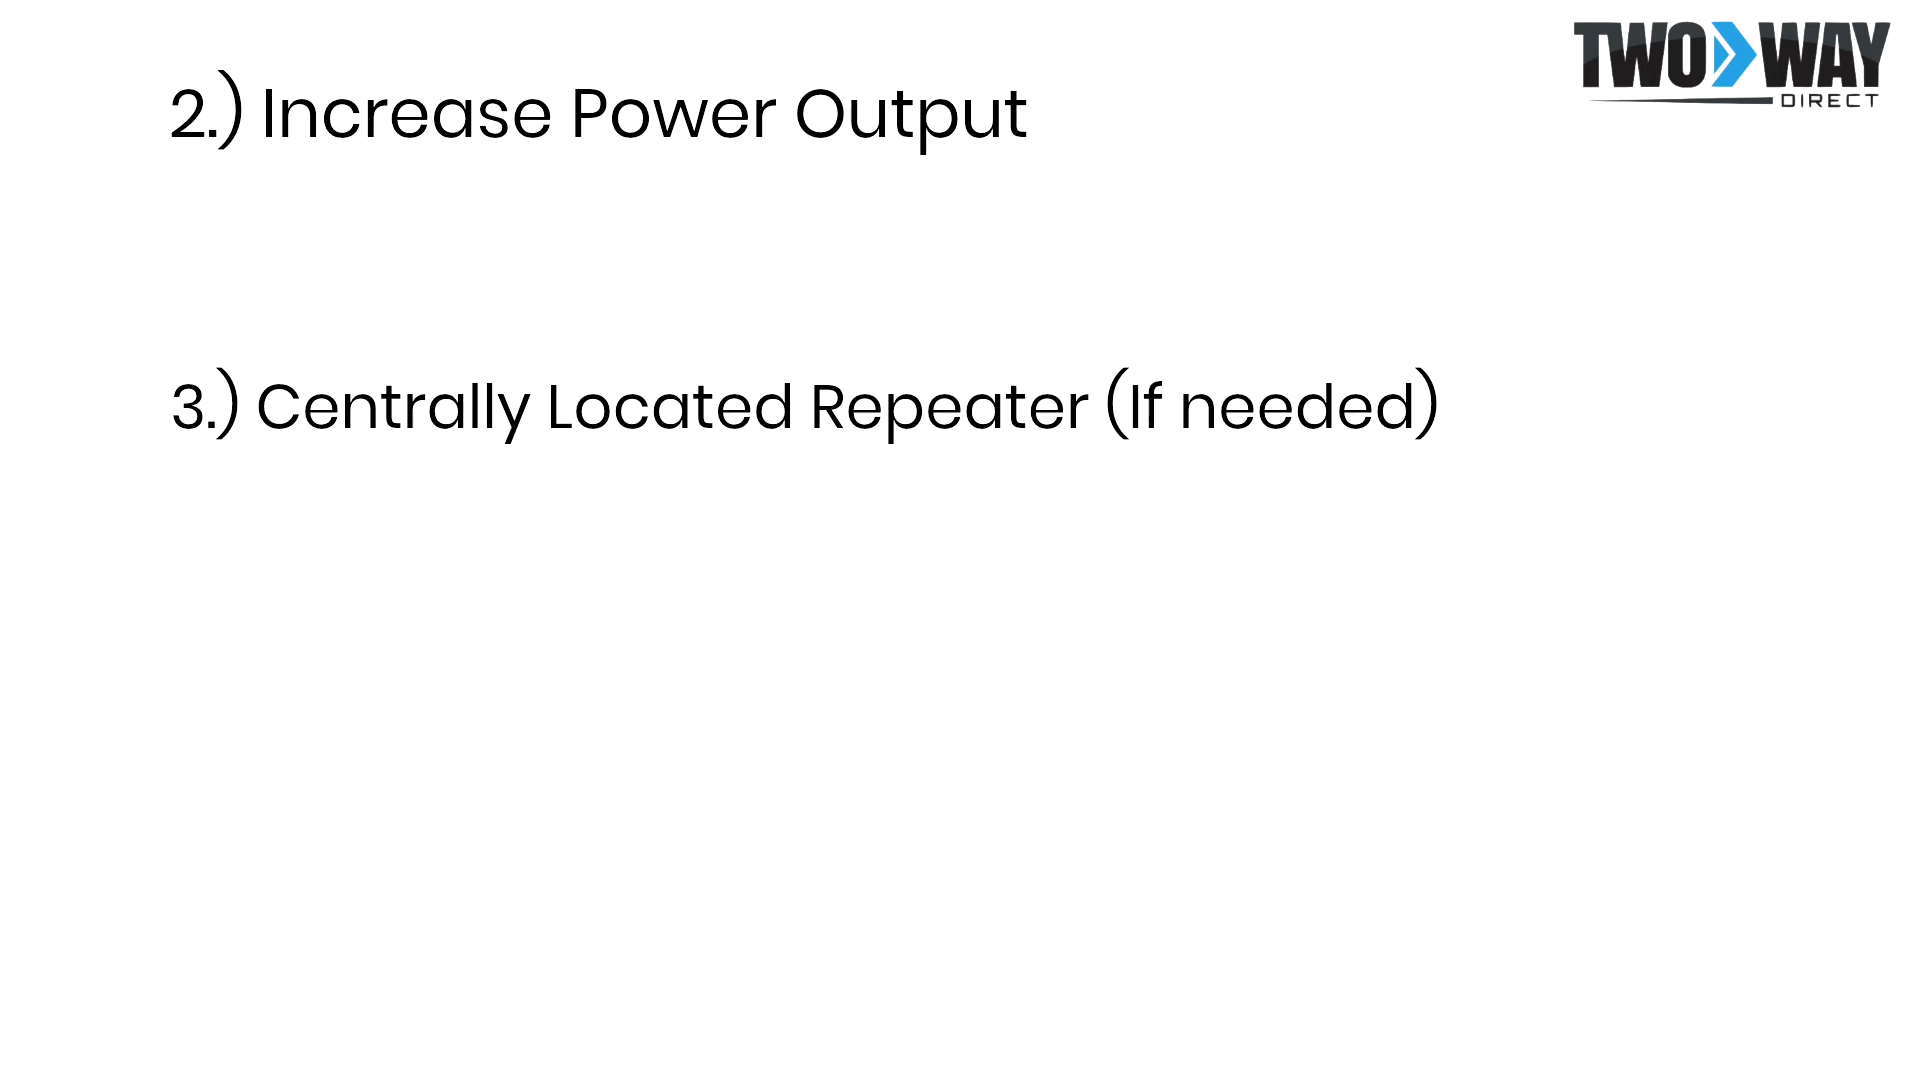 TWO WAY
DIRECT
2.) Increase Power Output
3.) Centrally Located Repeater (If needed)